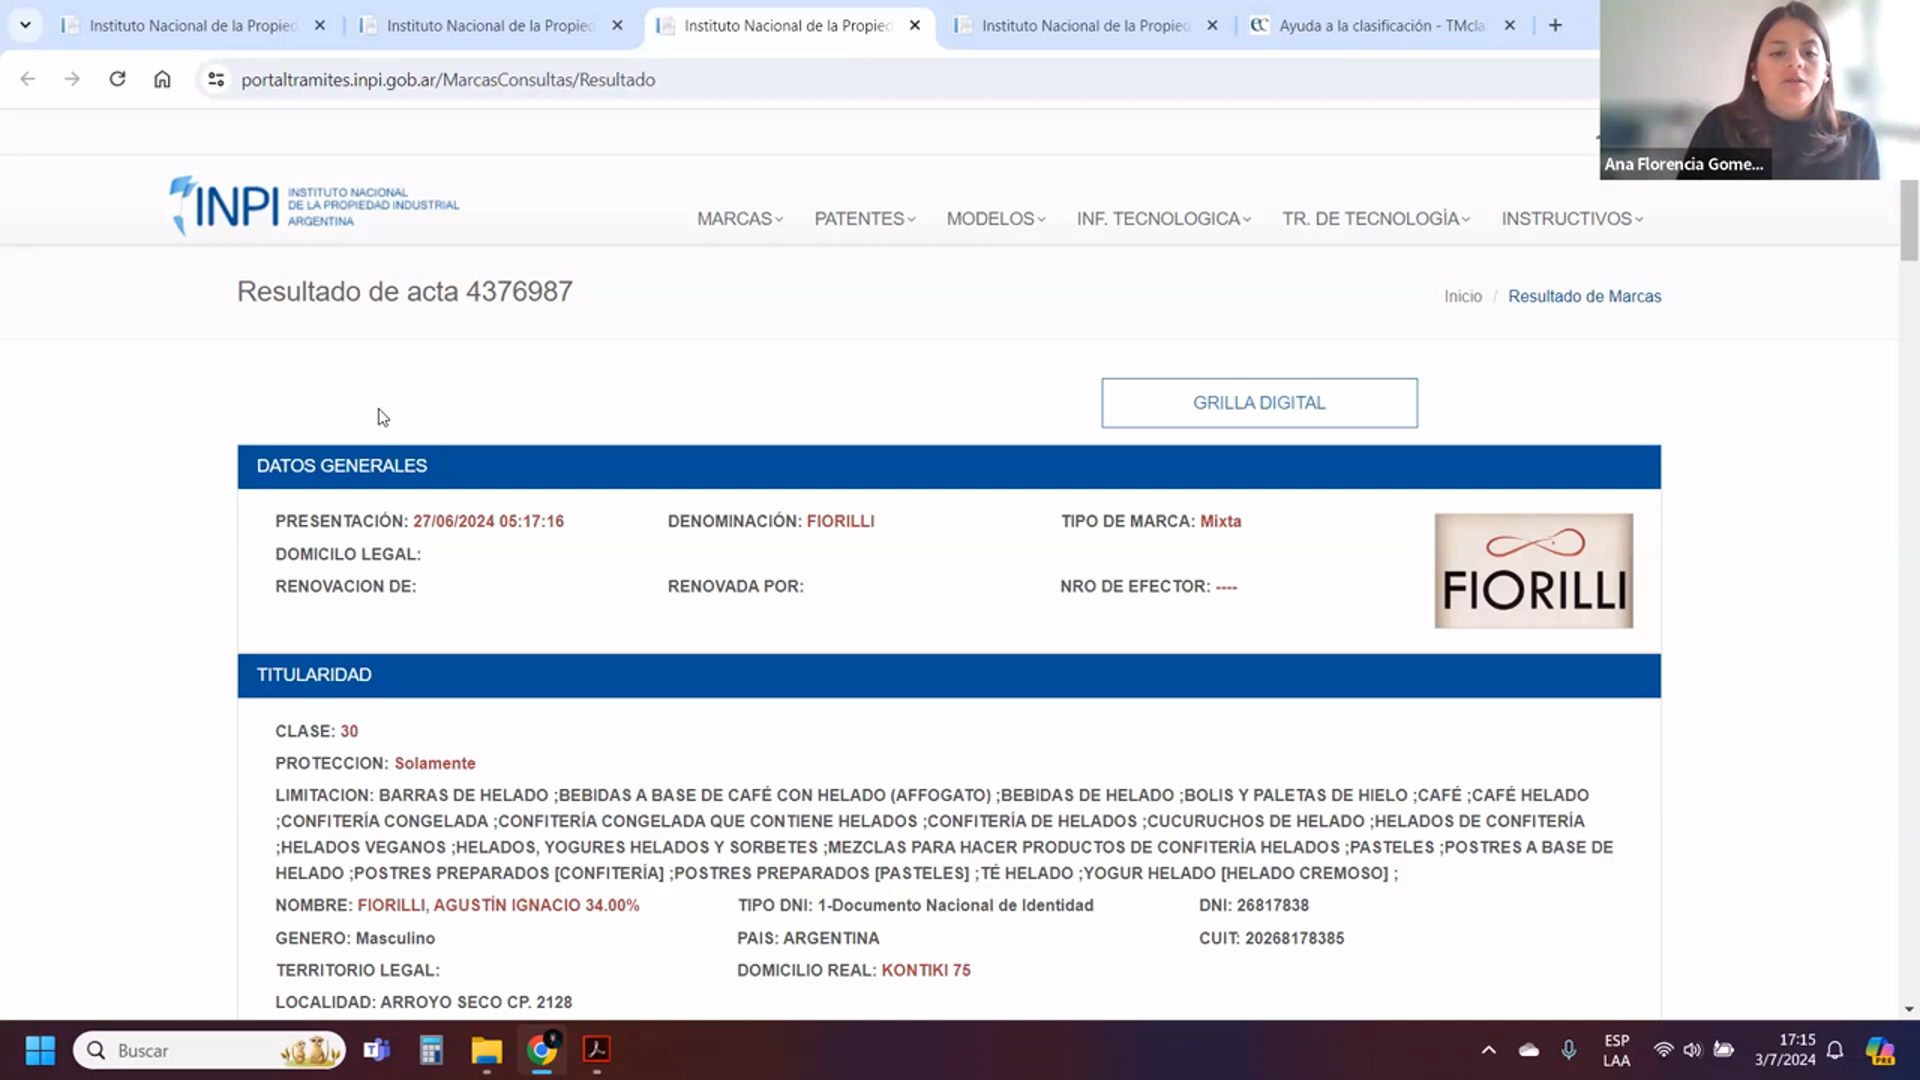 Instituto Nacional de la Propied
Instituto Nacional de la Propied
Instituto Nacional de la Propied
Instituto Nacional de la Propied
Ayuda a la clasificación - TMcla
portaltramites.inpi.gob.ar/MarcasConsultas/Resultado
Ana Florencia Gome...
INPI
INSTITUTO NACIONAL
DE LA PROPIEDAD INDUSTRIAL
ARGENTINA
MARCAS
PATENTES
MODELOS
INF. TECNOLOGICA
TR. DE TECNOLOGÍA
INSTRUCTIVOS
Resultado de acta 4376987
Inicio / Resultado de Marcas
GRILLA DIGITAL
DATOS GENERALES
PRESENTACIÓN: 27/06/2024 05:17:16
DENOMINACIÓN: FIORILLI
TIPO DE MARCA: Mixta
DOMICILO LEGAL:
RENOVACION DE:
RENOVADA POR:
NRO DE EFECTOR: ----
FIORILLI
TITULARIDAD
CLASE: 30
PROTECCION: Solamente
LIMITACION: BARRAS DE HELADO ;BEBIDAS A BASE DE CAFÉ CON HELADO (AFFOGATO) ;BEBIDAS DE HELADO ;BOLIS Y PALETAS DE HIELO ;CAFÉ ;CAFÉ HELADO
;CONFITERÍA CONGELADA ;CONFITERÍA CONGELADA QUE CONTIENE HELADOS ;CONFITERÍA DE HELADOS ;CUCURUCHOS DE HELADO ;HELADOS DE CONFITERÍA
;HELADOS VEGANOS ;HELADOS, YOGURES HELADOS Y SORBETES ;MEZCLAS PARA HACER PRODUCTOS DE CONFITERÍA HELADOS ;PASTELES ;POSTRES A BASE DE
HELADO ;POSTRES PREPARADOS [CONFITERÍA] ;POSTRES PREPARADOS [PASTELES] ;TÉ HELADO ;YOGUR HELADO [HELADO CREMOSO] ;
NOMBRE: FIORILLI, AGUSTÍN IGNACIO 34.00%
TIPO DNI: 1-Documento Nacional de Identidad
DNI: 26817838
GENERO: Masculino
PAIS: ARGENTINA
CUIT: 20268178385
TERRITORIO LEGAL:
DOMICILIO REAL: KONTIKI 75
LOCALIDAD: ARROYO SECO CP. 2128
Buscar
ESP
LAA
17:15
3/7/2024
PRE